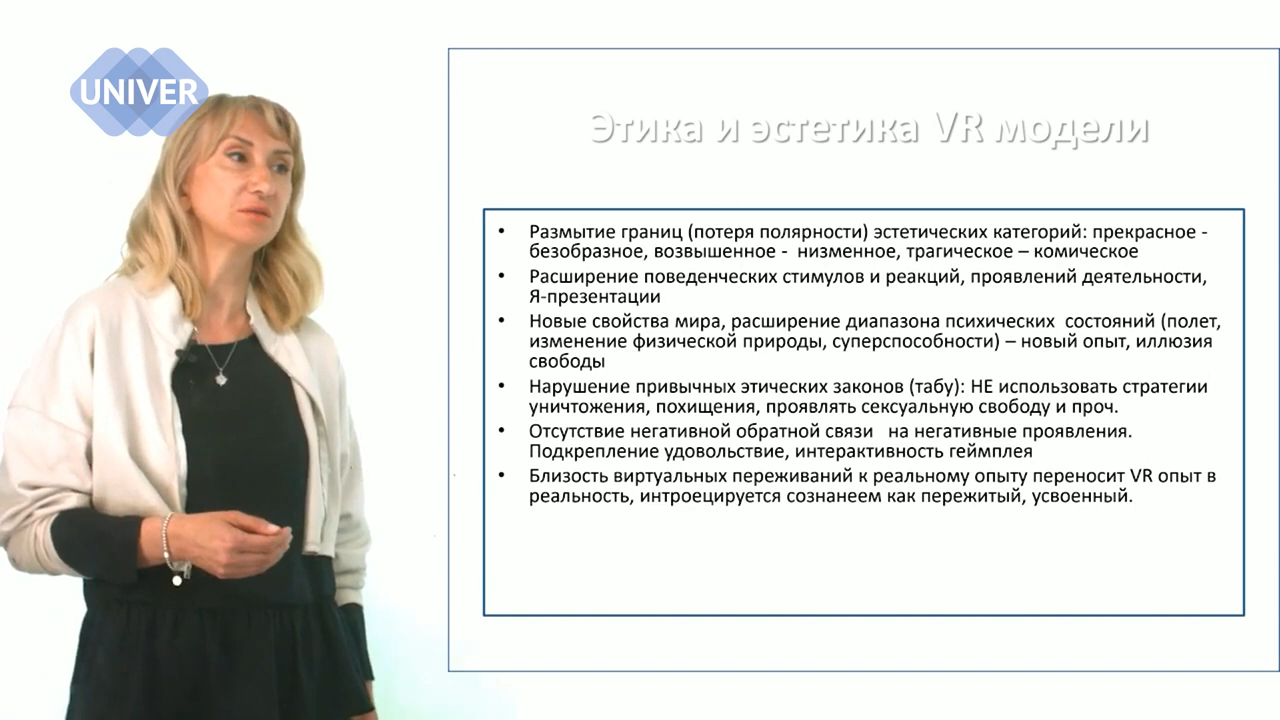 UNIVER
Этика и эстетика VR модели
• Размытие границ (потеря полярности) эстетических категорий: прекрасное -
безобразное, возвышенное - низменное, трагическое – комическое
• Расширение поведенческих стимулов и реакций, проявлений деятельности,
Я-презентации
• Новые свойства мира, расширение диапазона психических состояний (полет,
изменение физической природы, суперспособности) – новый опыт, иллюзия
свободы
• Нарушение привычных этических законов (табу): НЕ использовать стратегии
уничтожения, похищения, проявлять сексуальную свободу и проч.
• Отсутствие негативной обратной связи на негативные проявления.
Подкрепление удовольствие, интерактивность геймплея
• Близость виртуальных переживаний к реальному опыту переносит VR опыт в
реальность, интроецируется сознанеем как пережитый, усвоенный.